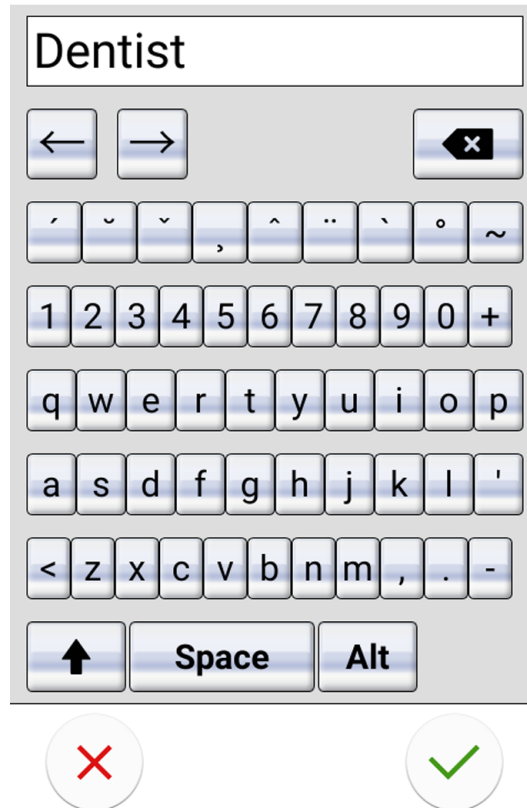 Dentist
← →
´ ˘ ˇ ¸ ˆ ¨ ` ° ~
1 2 3 4 5 6 7 8 9 0 +
q w e r t y u i o p
a s d f g h j k l '
< z x c v b n m , . -
Space Alt